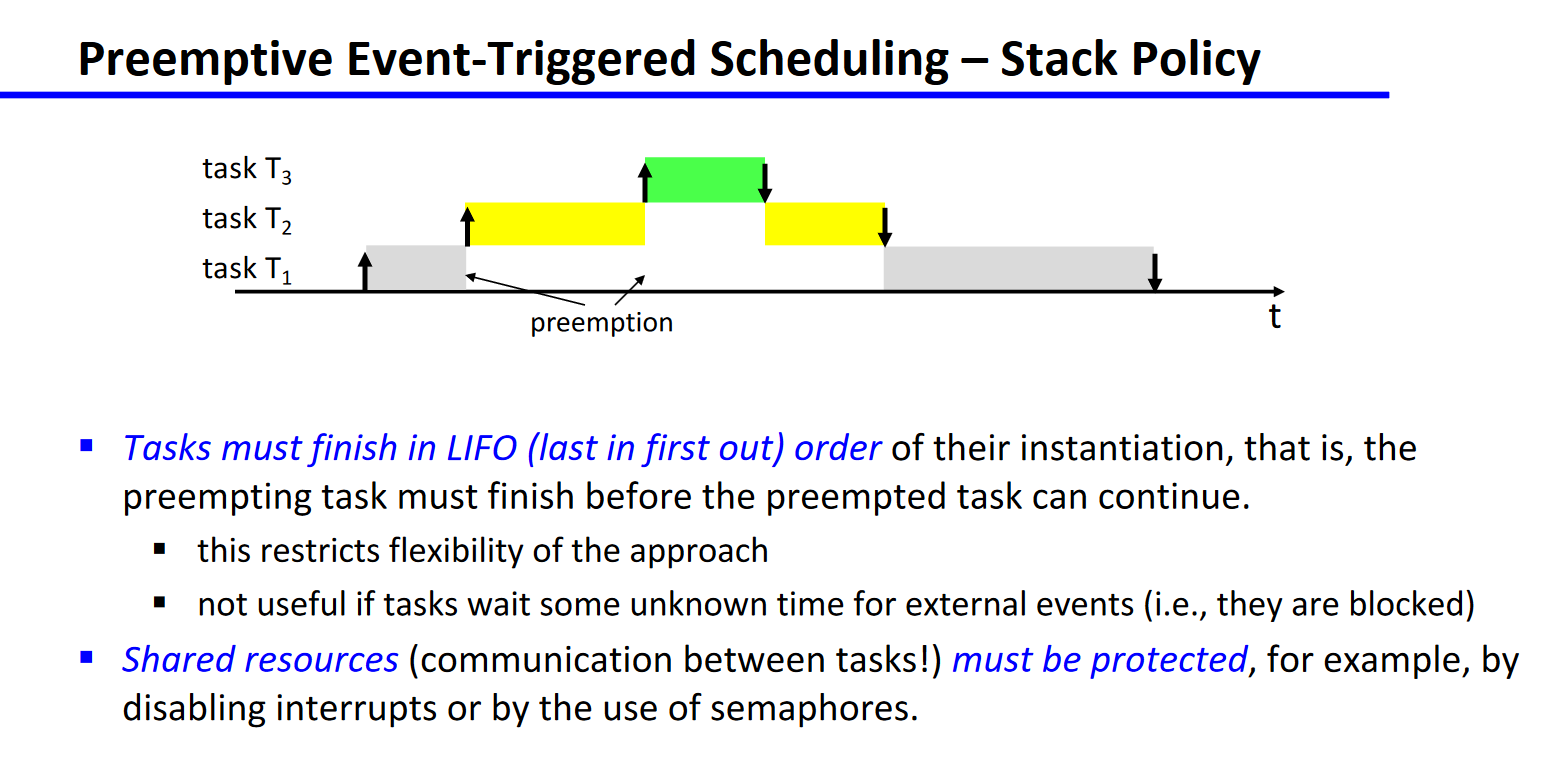 Preemptive Event-Triggered Scheduling – Stack Policy
task T3
task T2
task T1
preemption
t
▪ Tasks must finish in LIFO (last in first out) order of their instantiation, that is, the
preempting task must finish before the preempted task can continue.
▪ this restricts flexibility of the approach
▪ not useful if tasks wait some unknown time for external events (i.e., they are blocked)
▪ Shared resources (communication between tasks!) must be protected, for example, by
disabling interrupts or by the use of semaphores.